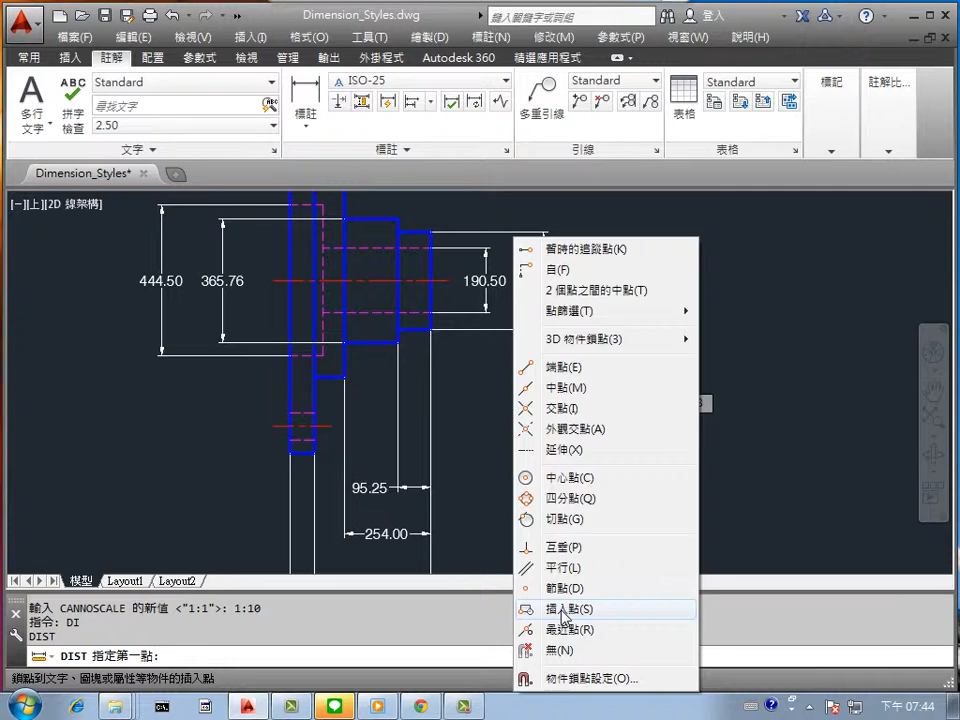 Dimension_Styles.dwg
鍵入關鍵字或片語
登入
檔案(F) 編輯(E) 檢視(V) 插入(I) 格式(O) 工具(T) 繪製(D) 標註(N) 修改(M) 參數式(P) 視窗(W) 說明(H)
常用 插入 註解 配置 參數式 檢視 管理 輸出 外掛程式 Autodesk 360 精選應用程式
Standard
尋找文字
2.50
ABC
多行
文字
拼字
檢查
文字
標註
ISO-25
標註
多重引線
Standard
引線
表格
Standard
表格
標記
註解比...
Dimension_Styles*
[−][上][2D 線架構]
444.50
365.76
190.50
95.25
254.00
暫時的追蹤點(K)
自(F)
2 個點之間的中點(T)
點篩選(T)
3D 物件鎖點(3)
端點(E)
中點(M)
交點(I)
外觀交點(A)
延伸(X)
中心點(C)
四分點(Q)
切點(G)
互垂(P)
平行(L)
節點(D)
插入點(S)
最近點(R)
無(N)
物件鎖點設定(O)...
模型 Layout1 Layout2
輸入 CANNOSCALE 的新值 <"1:1">: 1:10
指令: DI
DIST
DIST 指定第一點:
鎖點到文字、圖塊或屬性等物件的插入點
下午 07:44